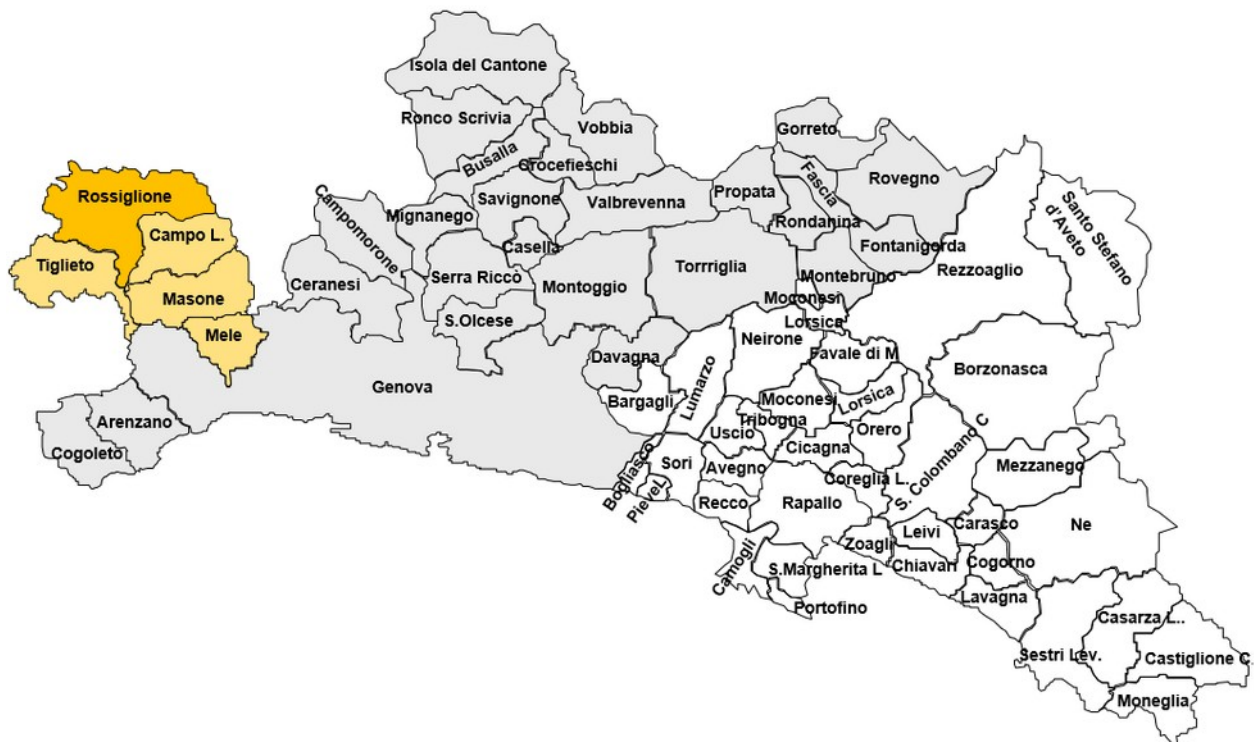 Isola del Cantone
Ronco Scrivia
Vobbia
Gorreto
Busalla
Crocefieschi
Fascia
Rovegno
Rossiglione
Campomorone
Mignanego
Savignone
Valbrevenna
Propata
Rondanina
Santo Stefano
d'Aveto
Campo L.
Casella
Fontanigorda
Tiglieto
Ceranesi
Serra Riccò
Montoggio
Torrriglia
Montebruno
Rezzoaglio
Masone
Moconesi
S.Olcese
Lorsica
Mele
Neirone
Davagna
Favale di M
Genova
Lumarzo
Borzonasca
Bargagli
Moconesi
Lorsica
Arenzano
Tribogna
Uscio
Orero
S. Colombano C
Cogoleto
Cicagna
Bogliasco
Sori
Avegno
Mezzanego
Coreglia L.
PieveL
Recco
Rapallo
Carasco
Ne
Leivi
Zoagli
Camogli
S.Margherita L
Chiavari
Cogorno
Lavagna
Portofino
Casarza L..
Sestri Lev.
Castiglione C.
Moneglia